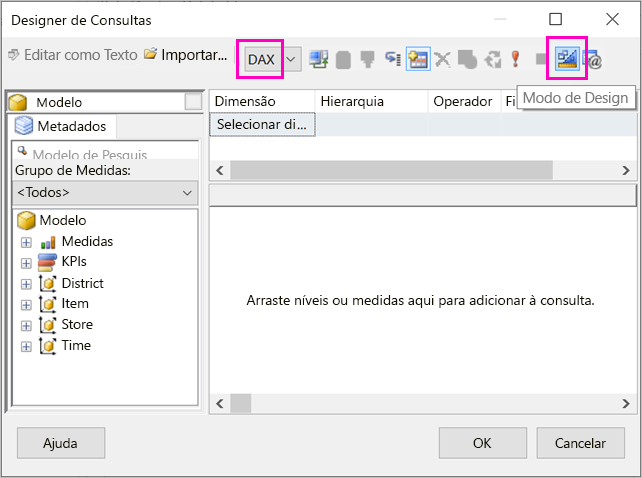 Designer de Consultas
Editar como Texto Importar... DAX
Modo de Design
Modelo
Metadados
Modelo de Pesquis
Grupo de Medidas:
<Todos>
Modelo
Medidas
KPIs
District
Item
Store
Time
Dimensão Hierarquia Operador Fi
Selecionar di...
Arraste níveis ou medidas aqui para adicionar à consulta.
Ajuda OK Cancelar